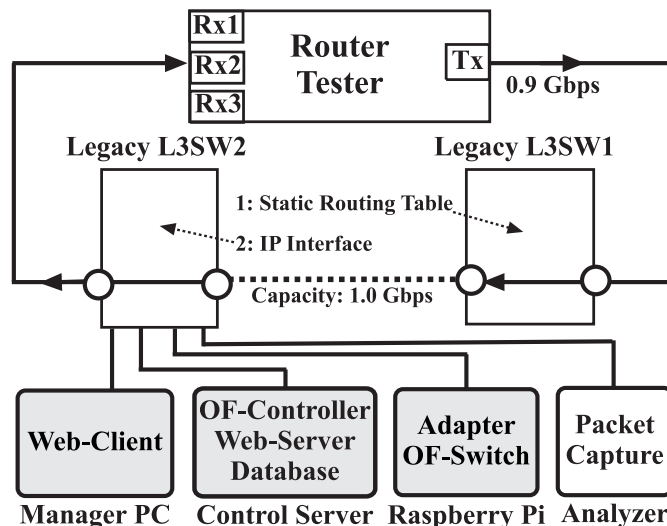 Rx1
Rx2
Rx3
Router
Tester
Tx
0.9 Gbps
Legacy L3SW2
Legacy L3SW1
1: Static Routing Table
2: IP Interface
Capacity: 1.0 Gbps
Web-Client
OF-Controller
Web-Server
Database
Adapter
OF-Switch
Packet
Capture
Manager PC
Control Server
Raspberry Pi
Analyzer